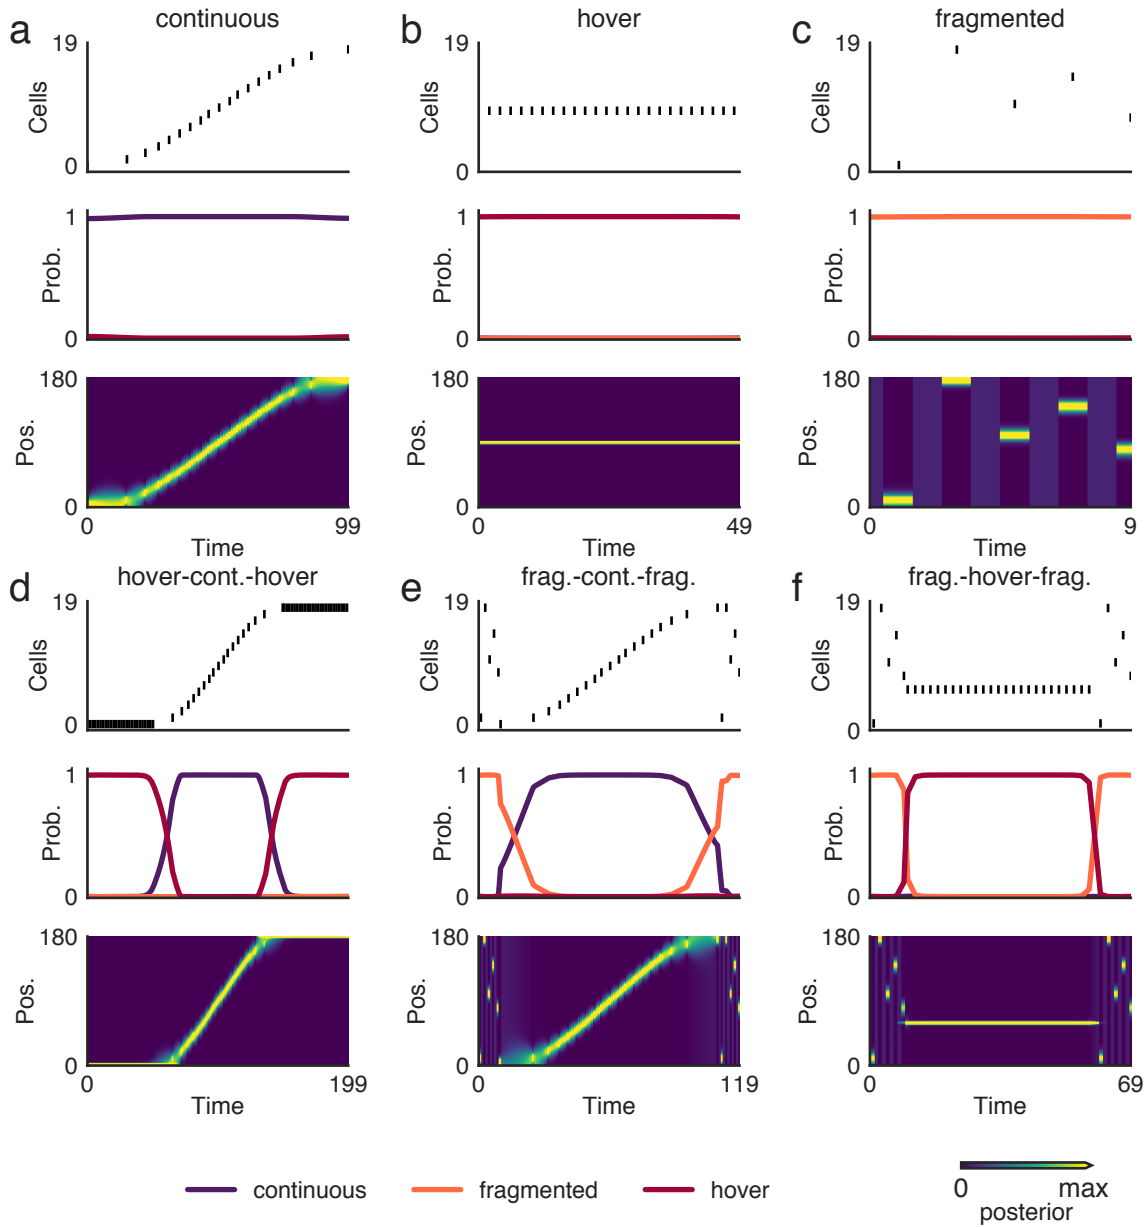 a continuous
19
Cells
0
1
Prob.
0
180
Pos.
0
0 99
Time
b hover
19
Cells
0
1
Prob.
0
180
Pos.
0
0 49
Time
c fragmented
19
Cells
0
1
Prob.
0
180
Pos.
0
0 9
Time
d hover-cont.-hover
19
Cells
0
1
Prob.
0
180
Pos.
0
0 199
Time
e frag.-cont.-frag.
19
Cells
0
1
Prob.
0
180
Pos.
0
0 119
Time
f frag.-hover-frag.
19
Cells
0
1
Prob.
0
180
Pos.
0
0 69
Time
continuous fragmented hover
0 max
posterior